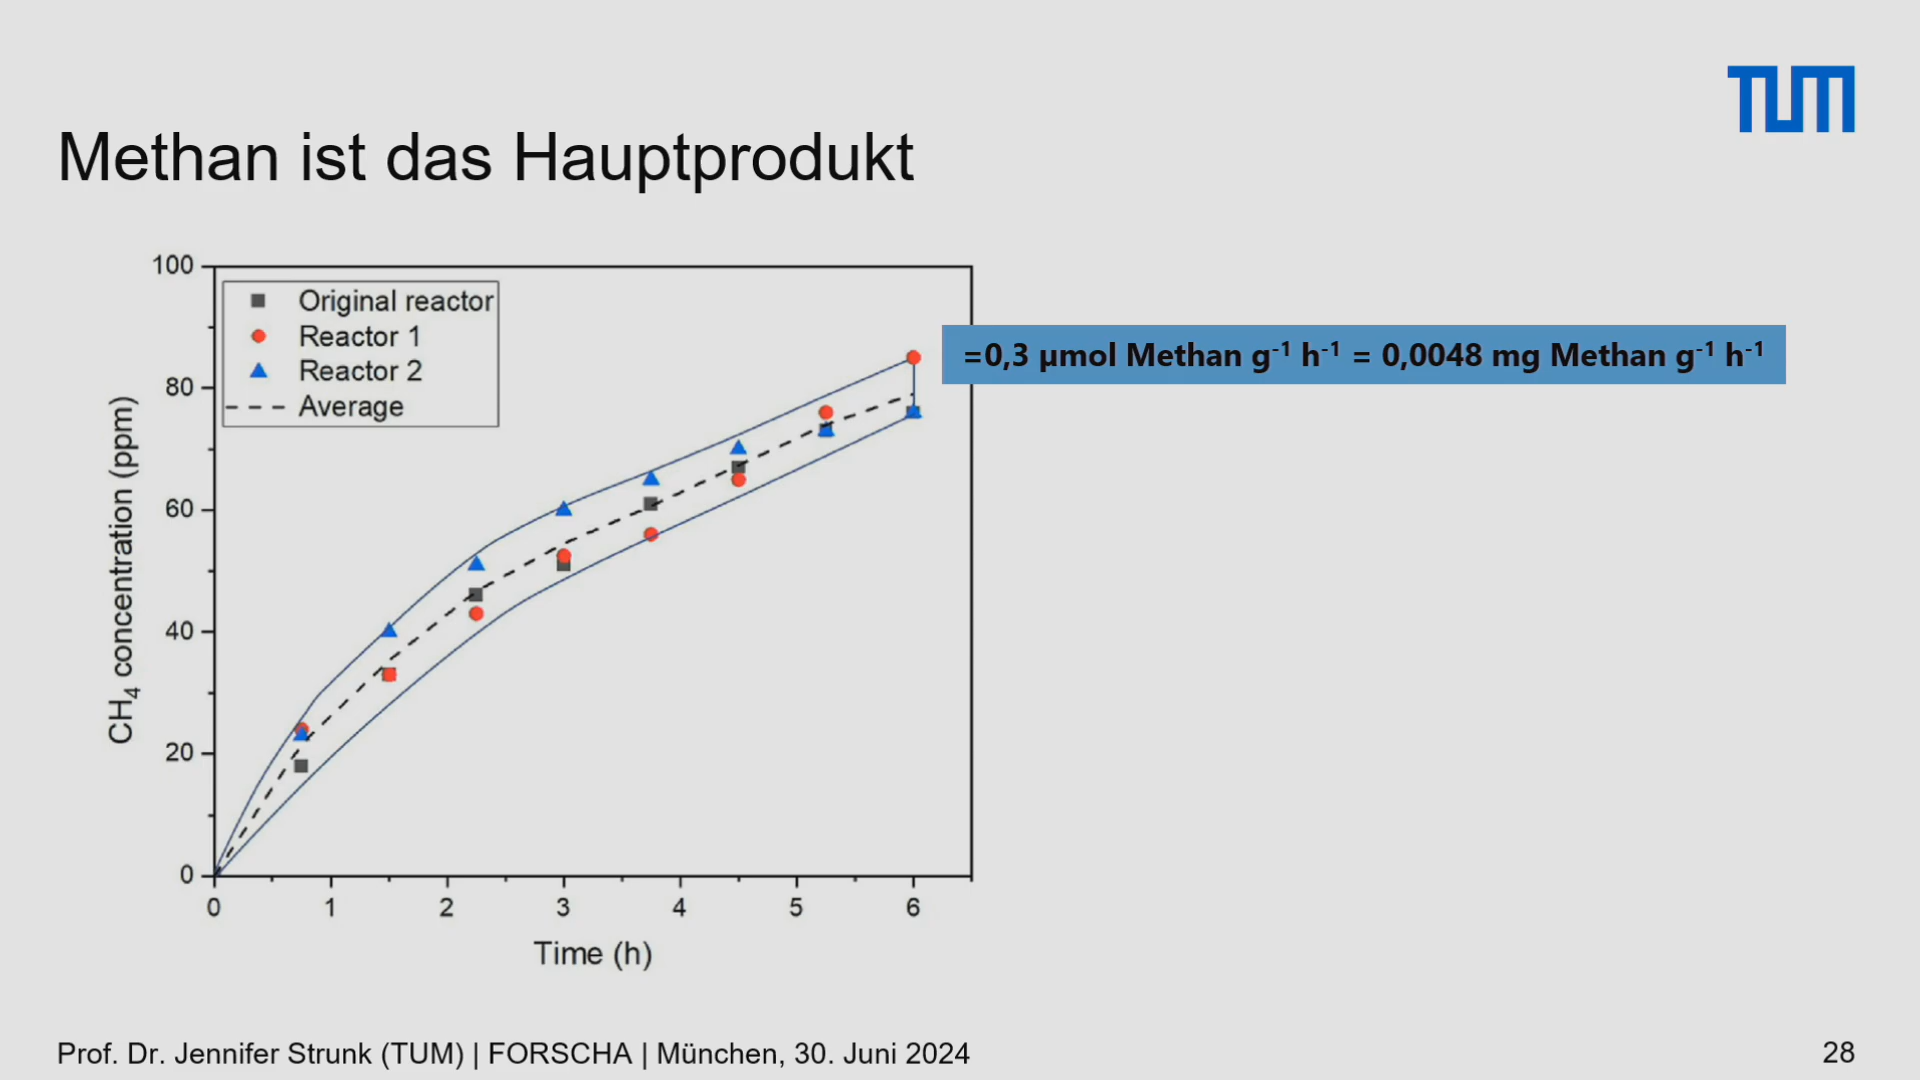 TUM
Methan ist das Hauptprodukt
100
80
60
40
20
0
CH₄ concentration (ppm)
Original reactor
Reactor 1
Reactor 2
Average
=0,3 µmol Methan g⁻¹ h⁻¹ = 0,0048 mg Methan g⁻¹ h⁻¹
0 1 2 3 4 5 6
Time (h)
Prof. Dr. Jennifer Strunk (TUM) | FORSCHA | München, 30. Juni 2024
28